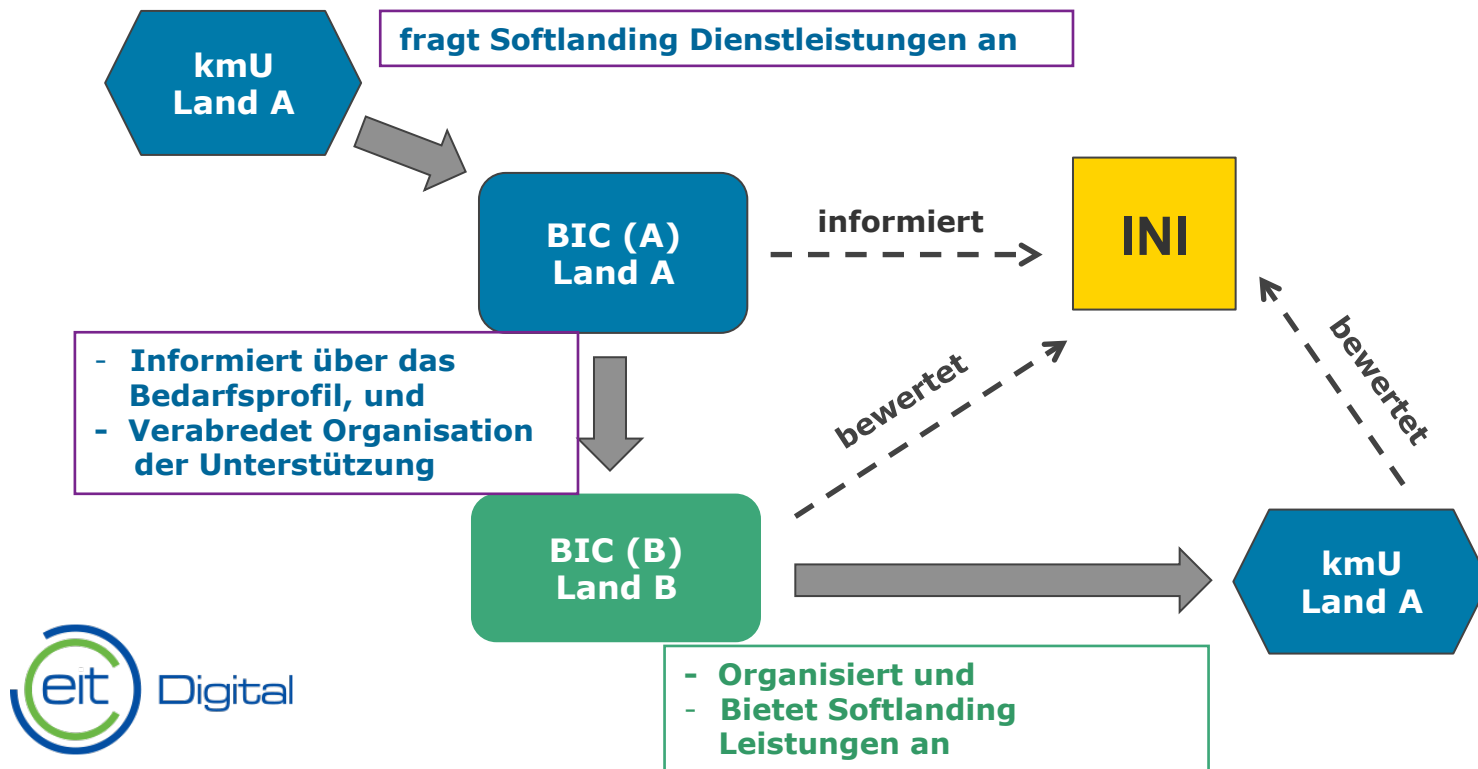 kmU
Land A
fragt Softlanding Dienstleistungen an
BIC (A)
Land A
informiert
INI
- Informiert über das
Bedarfsprofil, und
- Verabredet Organisation
der Unterstützung
bewertet
bewertet
BIC (B)
Land B
kmU
Land A
- Organisiert und
- Bietet Softlanding
Leistungen an
eit Digital